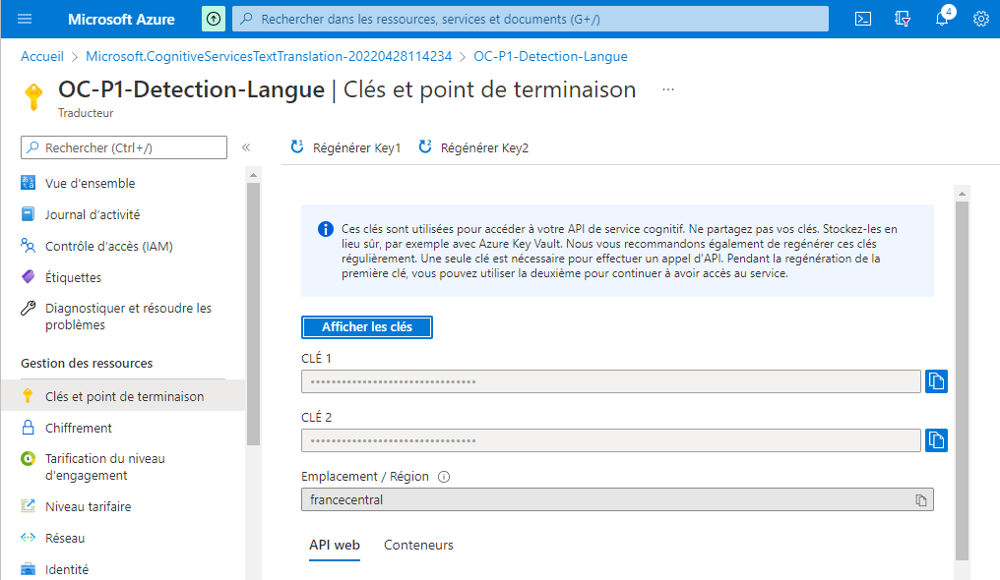 Microsoft Azure
Rechercher dans les ressources, services et documents (G+/)
4
Accueil > Microsoft.CognitiveServicesTextTranslation-20220428114234 > OC-P1-Detection-Langue
OC-P1-Detection-Langue | Clés et point de terminaison ...
Traducteur
Rechercher (Ctrl+/)
«
Régénérer Key1
Régénérer Key2
Vue d'ensemble
Journal d'activité
Contrôle d'accès (IAM)
Étiquettes
Diagnostiquer et résoudre les
problèmes
Gestion des ressources
Clés et point de terminaison
Chiffrement
Tarification du niveau
d'engagement
Niveau tarifaire
Réseau
Identité
Ces clés sont utilisées pour accéder à votre API de service cognitif. Ne partagez pas vos clés. Stockez-les en
lieu sûr, par exemple avec Azure Key Vault. Nous vous recommandons également de regénérer ces clés
régulièrement. Une seule clé est nécessaire pour effectuer un appel d'API. Pendant la regénération de la
première clé, vous pouvez utiliser la deuxième pour continuer à avoir accès au service.
Afficher les clés
CLÉ 1
••••••••••••••••••••••••••••••••
CLÉ 2
••••••••••••••••••••••••••••••••
Emplacement / Région
francecentral
API web
Conteneurs